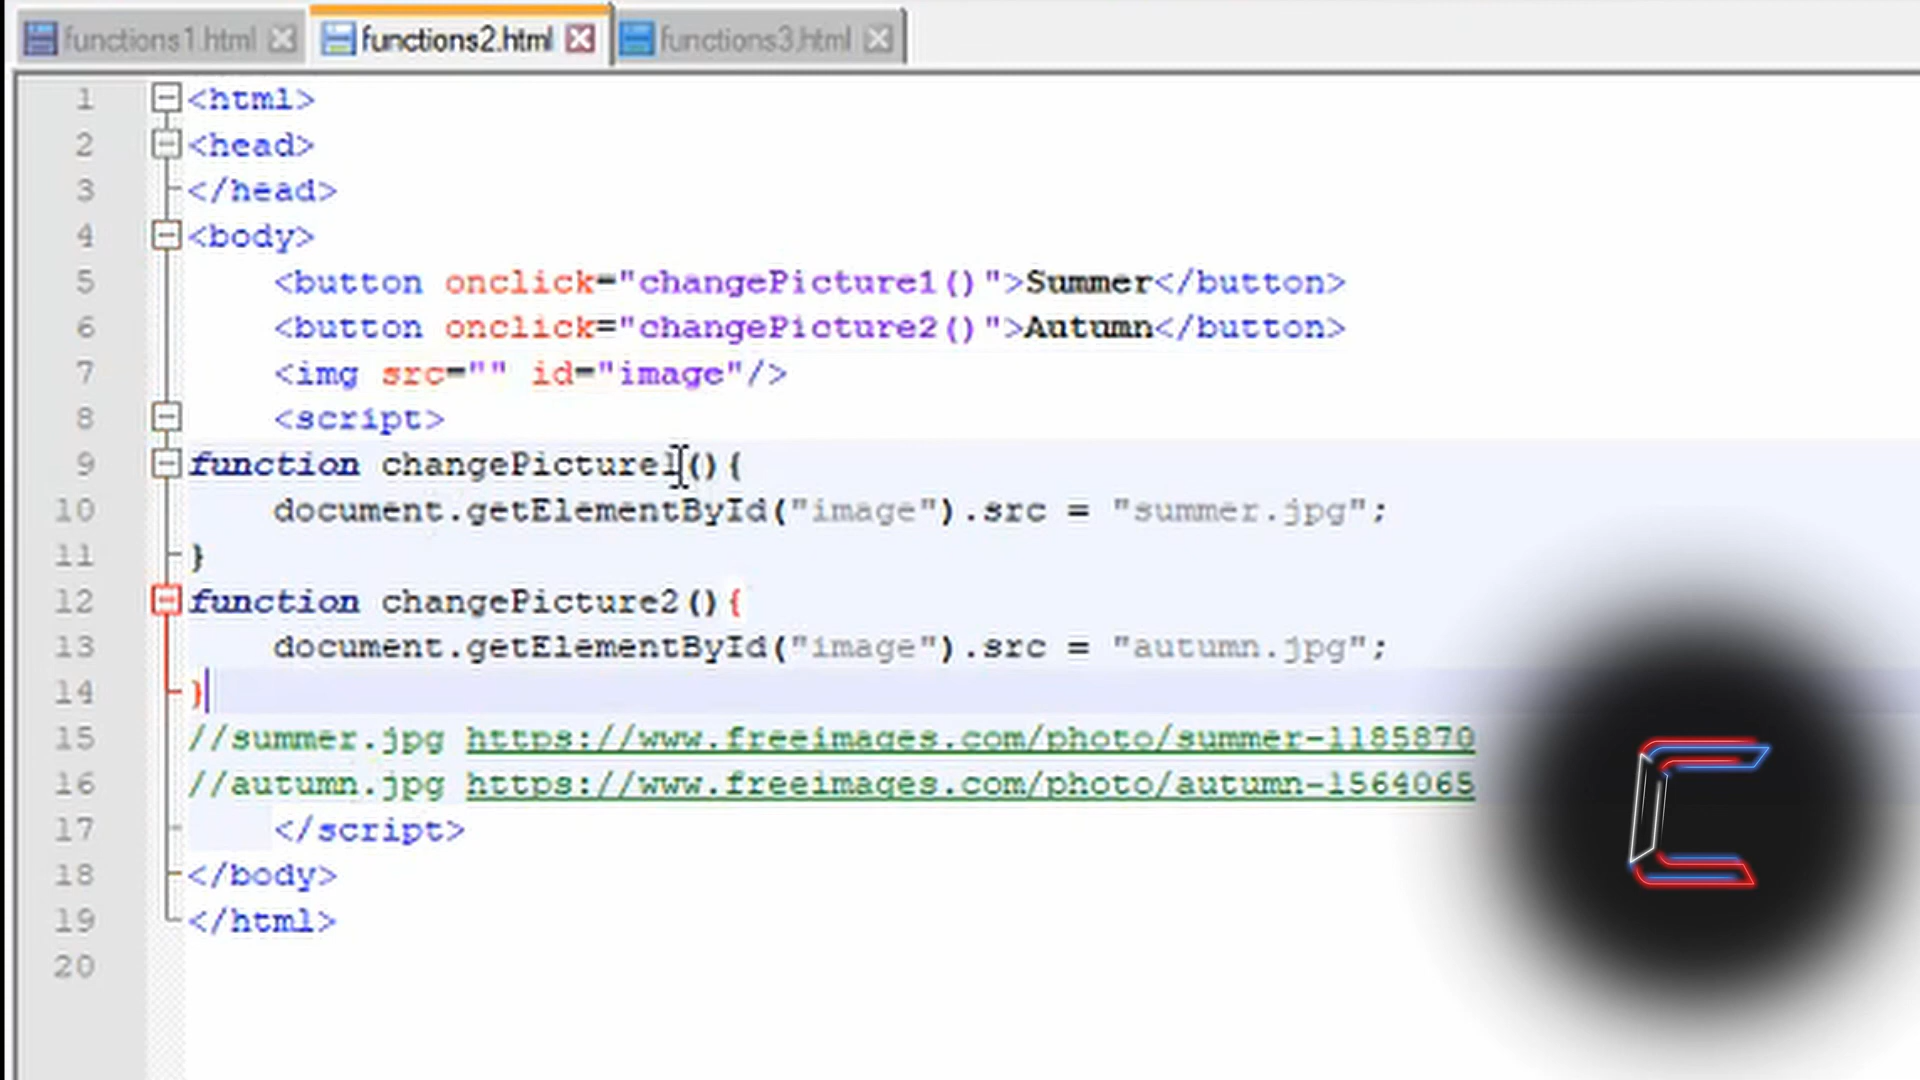 functions1.html functions2.html functions3.html
1 <html>
2 <head>
3 </head>
4 <body>
5 <button onclick="changePicture1()">Summer</button>
6 <button onclick="changePicture2()">Autumn</button>
7 <img src="" id="image"/>
8 <script>
9 function changePicture1(){
10 document.getElementById("image").src = "summer.jpg";
11 }
12 function changePicture2(){
13 document.getElementById("image").src = "autumn.jpg";
14 }
15 //summer.jpg https://www.freeimages.com/photo/summer-1185870
16 //autumn.jpg https://www.freeimages.com/photo/autumn-1564065
17 </script>
18 </body>
19 </html>
20
C